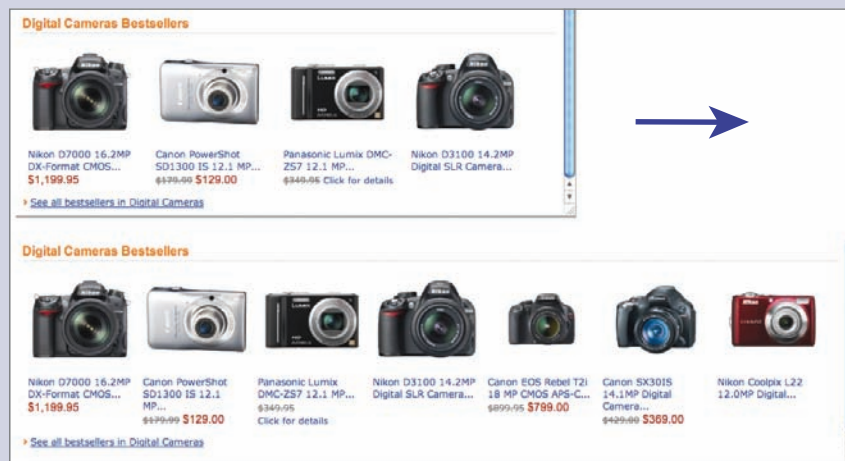 Digital Cameras Bestsellers
Nikon D7000 16.2MP
DX-Format CMOS...
$1,199.95
Canon PowerShot
SD1300 IS 12.1 MP...
$179.99 $129.00
Panasonic Lumix DMC-
ZS7 12.1 MP...
$349.95 Click for details
Nikon D3100 14.2MP
Digital SLR Camera...
See all bestsellers in Digital Cameras
Digital Cameras Bestsellers
Nikon D7000 16.2MP
DX-Format CMOS...
$1,199.95
Canon PowerShot
SD1300 IS 12.1
MP...
$179.99 $129.00
Panasonic Lumix
DMC-ZS7 12.1 MP...
$349.95
Click for details
Nikon D3100 14.2MP
Digital SLR Camera...
Canon EOS Rebel T2i
18 MP CMOS APS-C...
$899.95 $799.00
Canon SX30IS
14.1MP Digital
Camera...
$429.00 $369.00
Nikon Coolpix L22
12.0MP Digital...
See all bestsellers in Digital Cameras